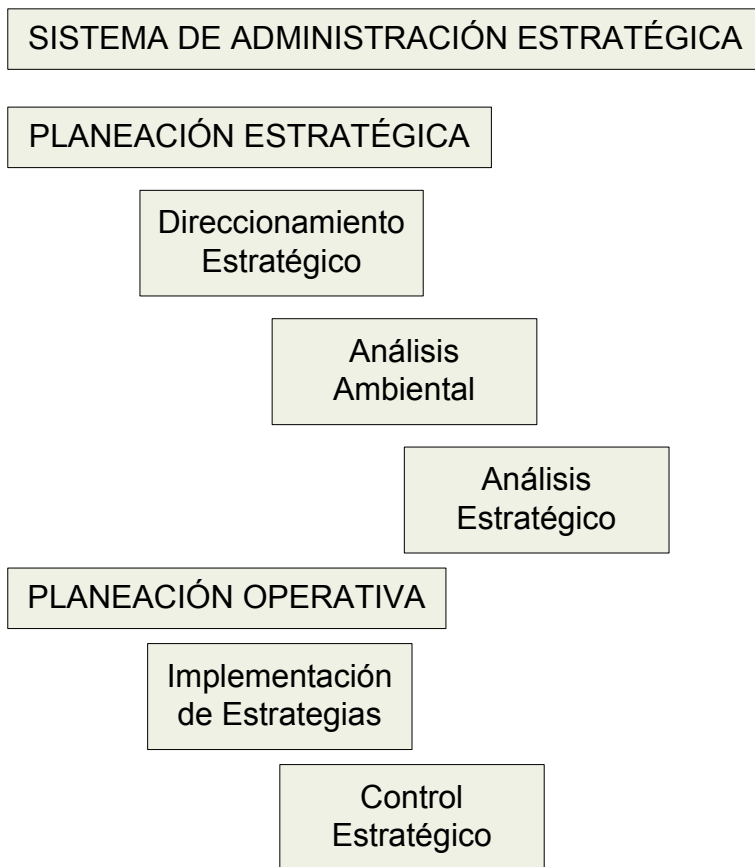 SISTEMA DE ADMINISTRACIÓN ESTRATÉGICA
PLANEACIÓN ESTRATÉGICA
Direccionamiento
Estratégico
Análisis
Ambiental
Análisis
Estratégico
PLANEACIÓN OPERATIVA
Implementación
de Estrategias
Control
Estratégico